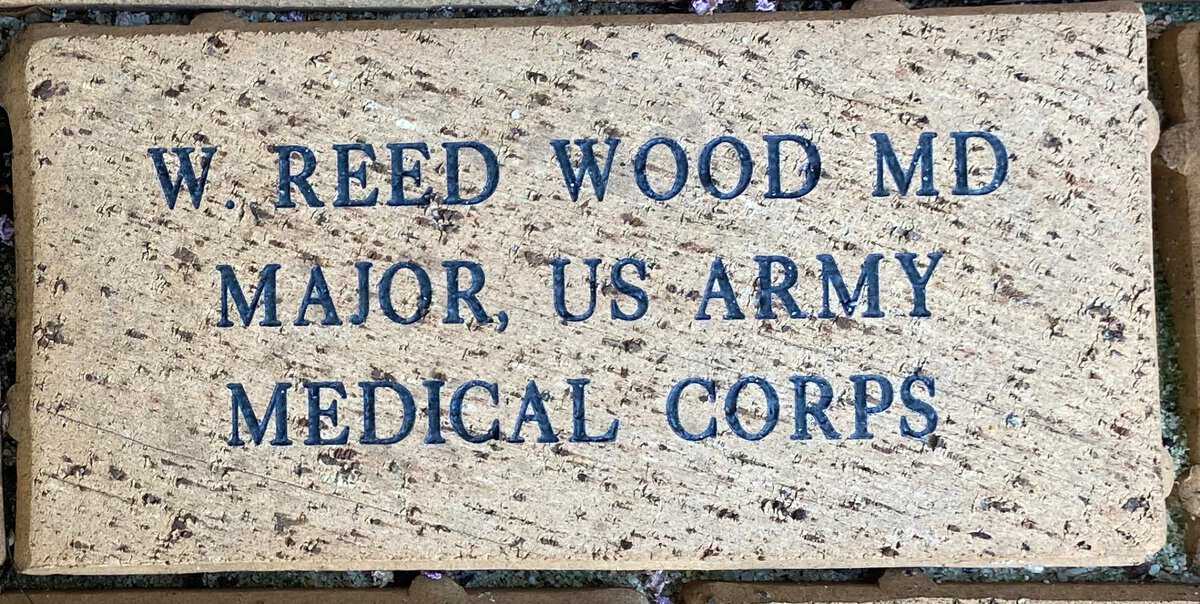 W. REED WOOD MD
MAJOR, US ARMY
MEDICAL CORPS